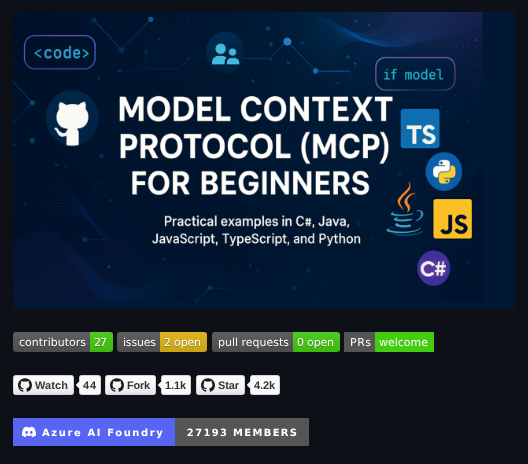 <code>
if model
MODEL CONTEXT
PROTOCOL (MCP)
FOR BEGINNERS
TS
Practical examples in C#, Java,
JavaScript, TypeScript, and Python
JS
C#
contributors 27 issues 2 open pull requests 0 open PRs welcome
Watch 44 Fork 1.1k Star 4.2k
Azure AI Foundry 27193 MEMBERS